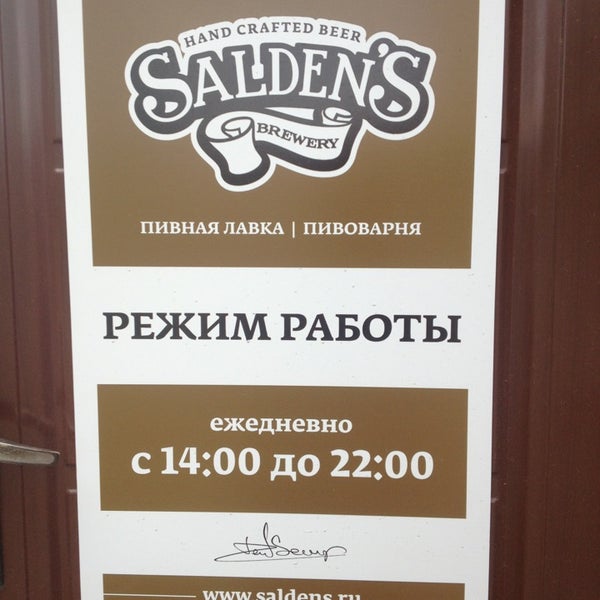 HAND CRAFTED BEER
SALDEN'S
BREWERY
ПИВНАЯ ЛАВКА | ПИВОВАРНЯ
РЕЖИМ РАБОТЫ
ежедневно
с 14:00 до 22:00
www.saldens.ru